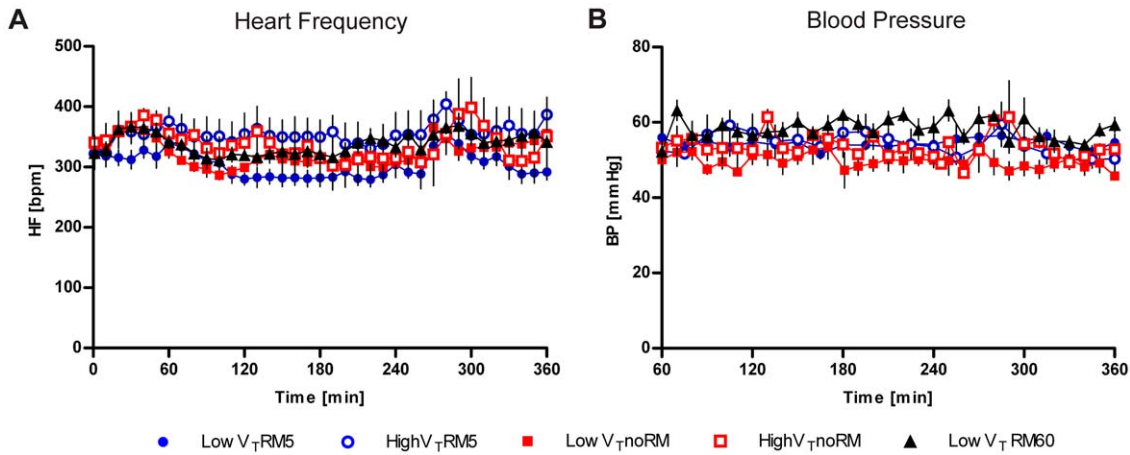 A Heart Frequency
500
400
300
200
100
0
HF [bpm]
0 60 120 180 240 300 360
Time [min]
B Blood Pressure
80
60
40
20
0
BP [mmHg]
60 120 180 240 300 360
Time [min]
Low VTRM5 HighVTRM5 Low VTnoRM HighVTnoRM Low VT RM60